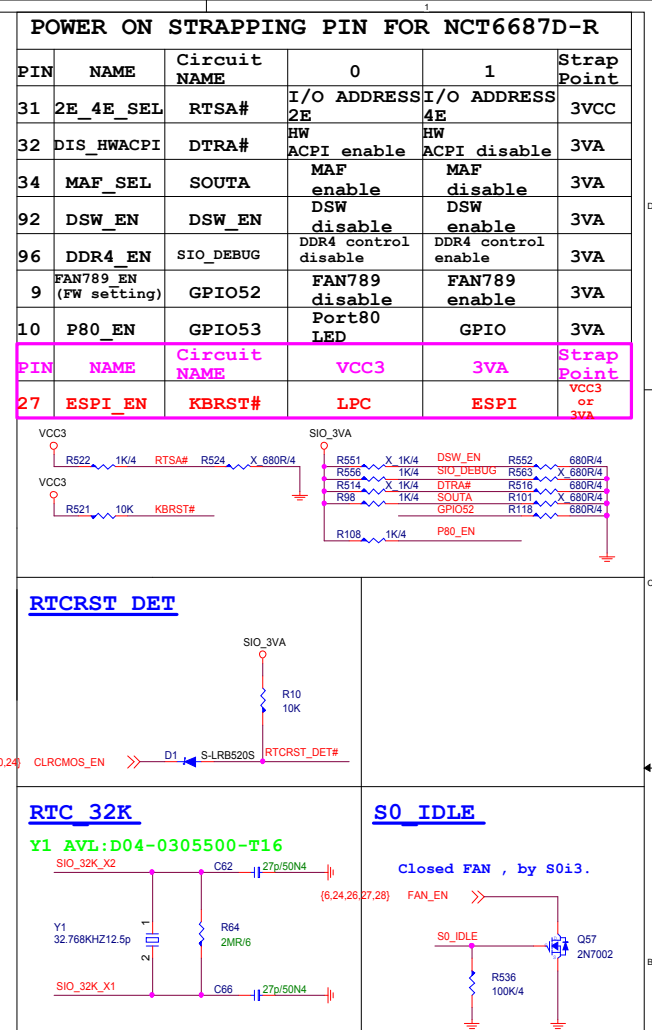 1
POWER ON STRAPPING PIN FOR NCT6687D-R
PIN NAME Circuit NAME 0 1 Strap Point
31 2E_4E_SEL RTSA# I/O ADDRESS 2E I/O ADDRESS 4E 3VCC
32 DIS_HWACPI DTRA# HW ACPI enable HW ACPI disable 3VA
34 MAF_SEL SOUTA MAF enable MAF disable 3VA
92 DSW_EN DSW_EN DSW disable DSW enable 3VA
96 DDR4_EN SIO_DEBUG DDR4 control disable DDR4 control enable 3VA
9 FAN789_EN (FW setting) GPIO52 FAN789 disable FAN789 enable 3VA
10 P80_EN GPIO53 Port80 LED GPIO 3VA
PIN NAME Circuit NAME VCC3 3VA Strap Point
27 ESPI_EN KBRST# LPC ESPI VCC3 or 3VA
VCC3 SIO_3VA
R522 1K/4 RTSA# R524 X_680R/4
R551 X_1K/4 DSW_EN R552 680R/4
R556 1K/4 SIO_DEBUG R563 X_680R/4
VCC3
R514 X_1K/4 DTRA# R516 680R/4
R98 1K/4 SOUTA R101 X_680R/4
R521 10K KBRST#
GPIO52 R118 680R/4
R108 1K/4 P80_EN
D
C
B
RTCRST_DET
SIO_3VA
R10
10K
0,24} CLRCMOS_EN D1 S-LRB520S RTCRST_DET#
RTC_32K
Y1 AVL:D04-0305500-T16
SIO_32K_X2 C62 27p/50N4
Y1
32.768KHZ12.5p
1
2
R64
2MR/6
SIO_32K_X1 C66 27p/50N4
S0_IDLE
Closed FAN , by S0i3.
{6,24,26,27,28} FAN_EN
S0_IDLE
Q57
2N7002
R536
100K/4